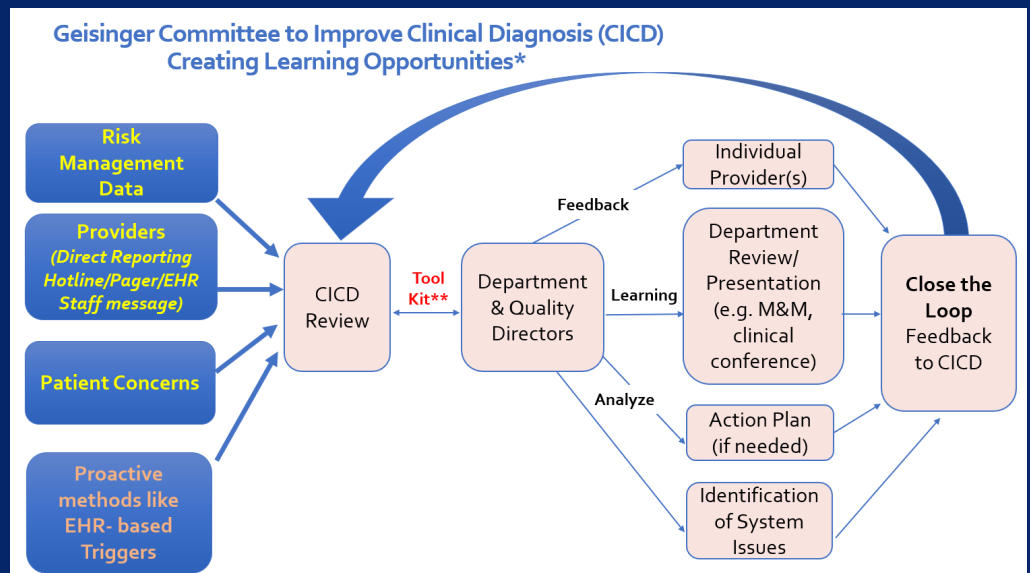 Geisinger Committee to Improve Clinical Diagnosis (CICD)
Creating Learning Opportunities*
Risk
Management
Data
Providers
(Direct Reporting
Hotline/Pager/EHR
Staff message)
Patient Concerns
Proactive
methods like
EHR- based
Triggers
CICD
Review
Tool
Kit**
Department
& Quality
Directors
Feedback
Learning
Analyze
Individual
Provider(s)
Department
Review/
Presentation
(e.g. M&M,
clinical
conference)
Action Plan
(if needed)
Identification
of System
Issues
Close the
Loop
Feedback
to CICD